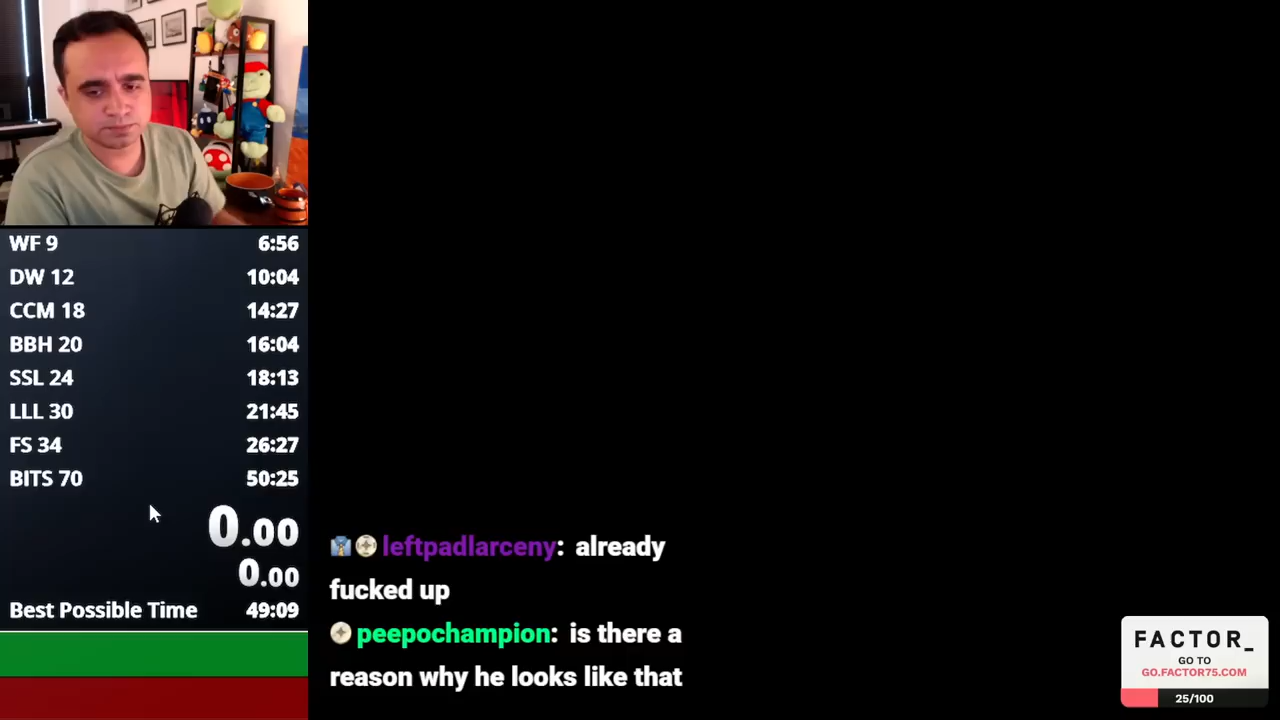 WF 9 6:56
DW 12 10:04
CCM 18 14:27
BBH 20 16:04
SSL 24 18:13
LLL 30 21:45
FS 34 26:27
BITS 70 50:25
0.00
0.00
Best Possible Time 49:09
leftpadlarceny: already
fucked up
peepochampion: is there a
reason why he looks like that
FACTOR_
GO TO
GO.FACTOR75.COM
25/100